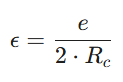 ϵ = e / (2 · R_c)